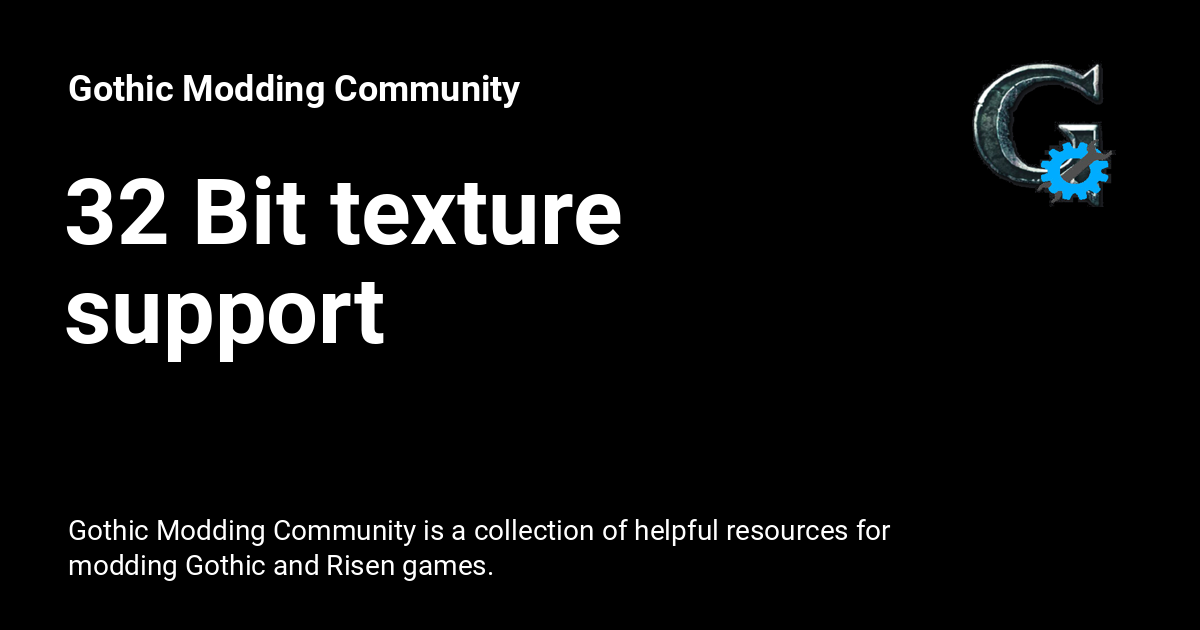 Gothic Modding Community
32 Bit texture
support
Gothic Modding Community is a collection of helpful resources for
modding Gothic and Risen games.